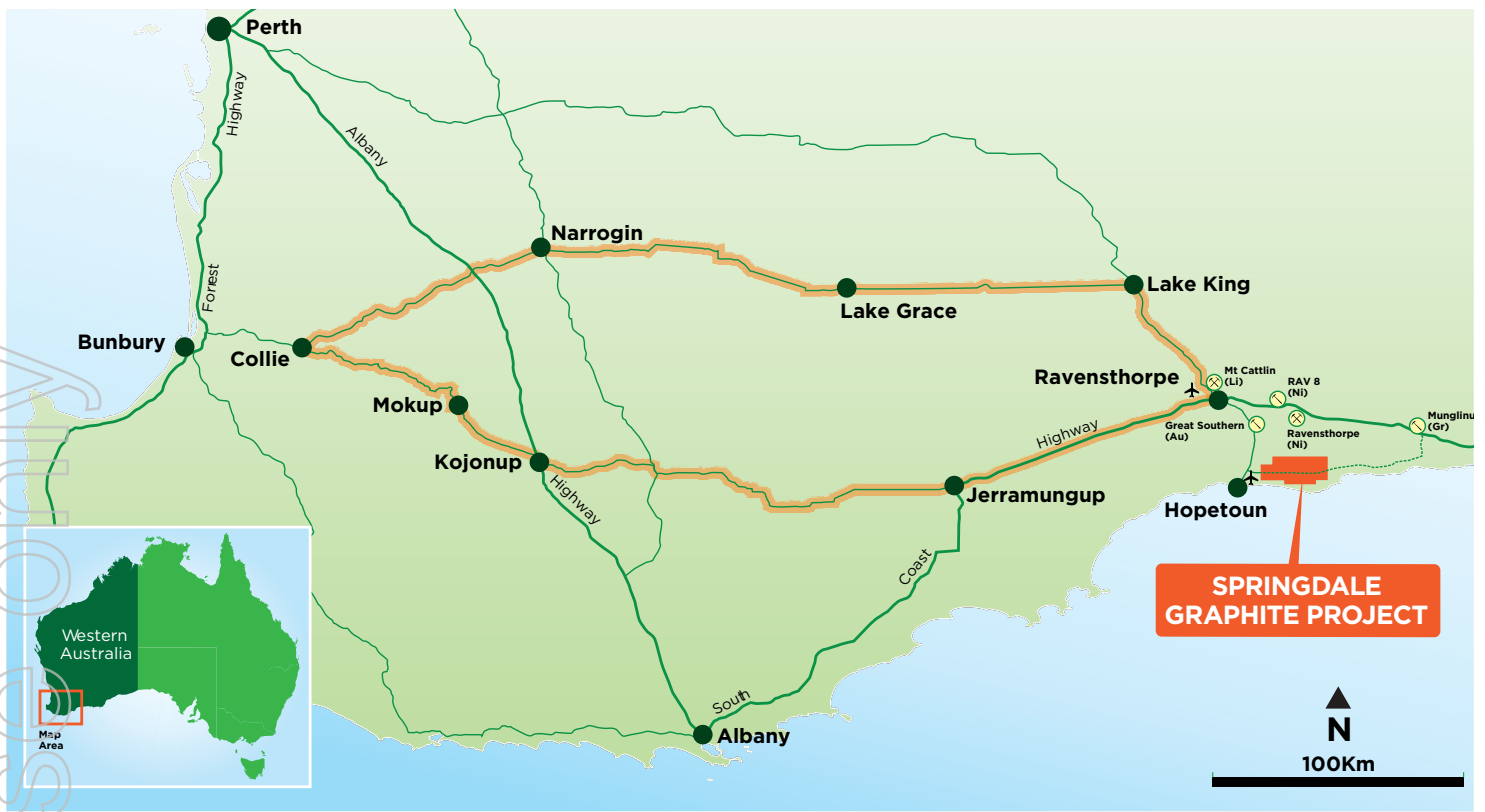 Perth
Highway
Albany
Narrogin
Lake King
Lake Grace
Forest
Bunbury
Collie
Ravensthorpe
Mt Cattlin
(Li)
RAV 8
(Ni)
Mokup
Great Southern
(Au)
Ravensthorpe
(Ni)
Munglinu
(Gr)
Highway
Kojonup
Highway
Jerramungup
Hopetoun
Coast
SPRINGDALE
GRAPHITE PROJECT
Western
Australia
South
Albany
Map
Area
N
100Km